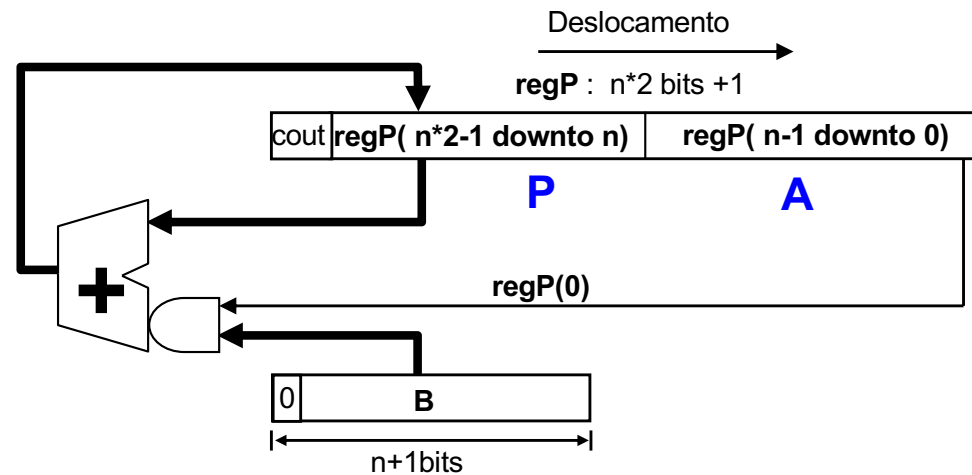 Deslocamento
regP : n*2 bits +1
cout regP( n*2-1 downto n) regP( n-1 downto 0)
P A
+
regP(0)
0 B
n+1bits